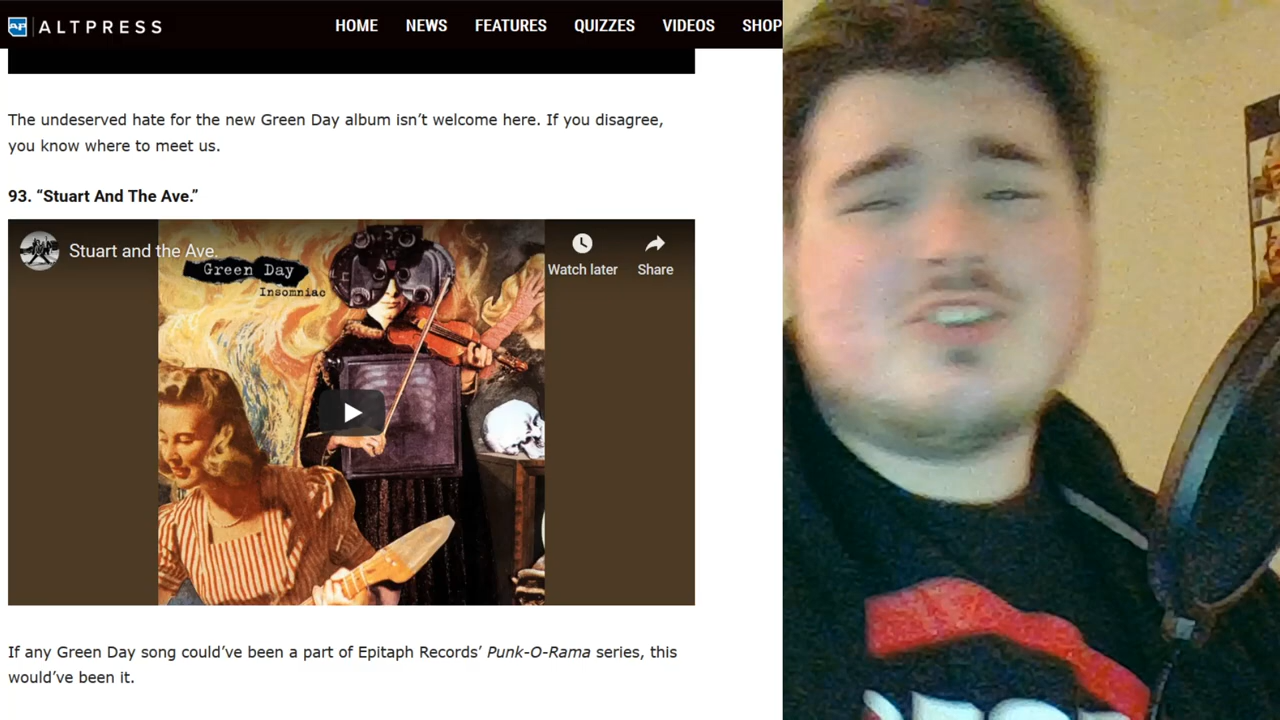 AP ALTPRESS HOME NEWS FEATURES QUIZZES VIDEOS SHOP
The undeserved hate for the new Green Day album isn’t welcome here. If you disagree,
you know where to meet us.
93. “Stuart And The Ave.”
Stuart and the Ave.
Watch later Share
Green Day
Insomniac
If any Green Day song could’ve been a part of Epitaph Records’ Punk-O-Rama series, this
would’ve been it.